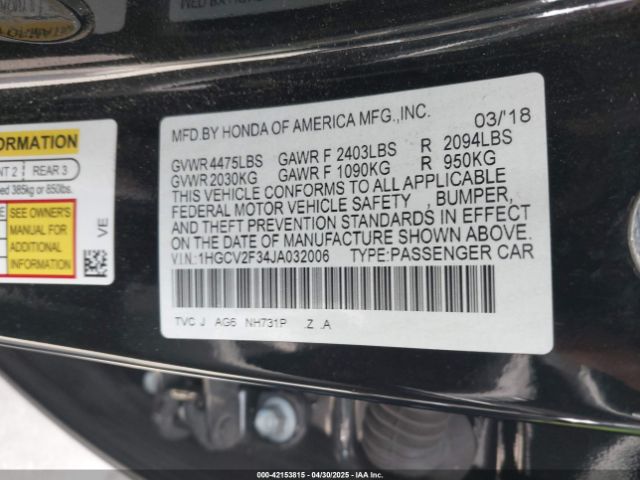 MFD.BY HONDA OF AMERICA MFG.,INC. 03/'18
GVWR 4475LBS GAWR F 2403LBS R 2094LBS
GVWR 2030KG GAWR F 1090KG R 950KG
THIS VEHICLE CONFORMS TO ALL APPLICABLE
FEDERAL MOTOR VEHICLE SAFETY , BUMPER,
AND THEFT PREVENTION STANDARDS IN EFFECT
ON THE DATE OF MANUFACTURE SHOWN ABOVE.
VIN:1HGCV2F34JA032006 TYPE:PASSENGER CAR
TVC J AG6 NH731P .Z .A
REAR 3
385kg or 850lbs.
SEE OWNER'S
MANUAL FOR
ADDITIONAL
INFORMATION
VE
000-42153815 - 04/30/2025 - IAA Inc.